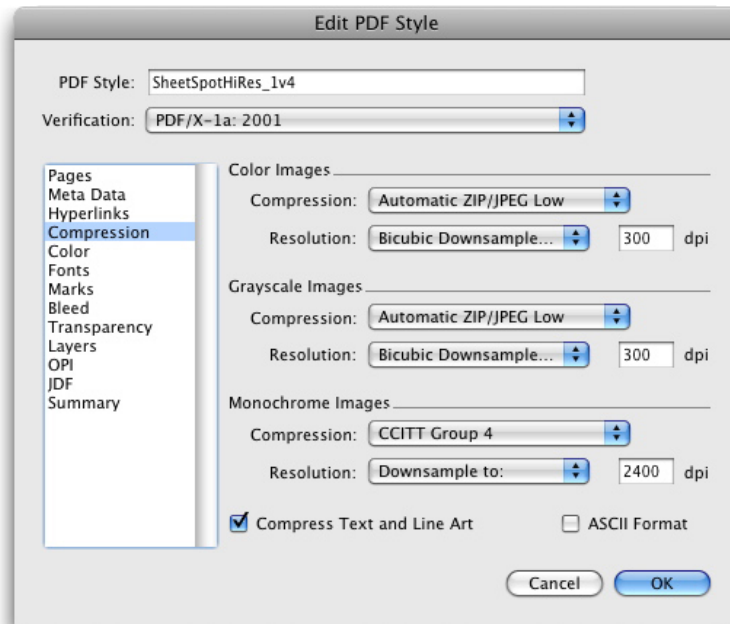 Edit PDF Style
PDF Style: SheetSpotHiRes_1v4
Verification: PDF/X-1a: 2001
Pages
Meta Data
Hyperlinks
Compression
Color
Fonts
Marks
Bleed
Transparency
Layers
OPI
JDF
Summary
Color Images
Compression: Automatic ZIP/JPEG Low
Resolution: Bicubic Downsample... 300 dpi
Grayscale Images
Compression: Automatic ZIP/JPEG Low
Resolution: Bicubic Downsample... 300 dpi
Monochrome Images
Compression: CCITT Group 4
Resolution: Downsample to: 2400 dpi
Compress Text and Line Art ASCII Format
Cancel OK